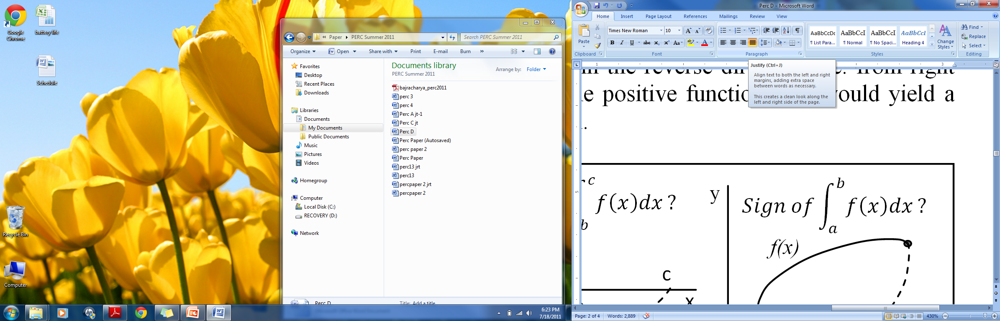 Google
Chrome
battery life
Schedule
Recycle Bin
Computer
Paper
PERC Summer 2011
Search PERC Summer 2011
Organize
Open
Share with
Print
E-mail
Burn
»
Favorites
Desktop
Recent Places
Downloads
Libraries
Documents
My Documents
Public Documents
Music
Pictures
Videos
Homegroup
Computer
Local Disk (C:)
RECOVERY (D:)
Network
Documents library
PERC Summer 2011
Arrange by: Folder
bajracharya_perc2011
perc 3
perc 4
Perc A jt-1
Perc C jt
Perc D
Perc Paper (Autosaved)
perc paper 2
Perc Paper
perc13 jrt
perc13
percpaper 2 jrt
percpaper 2
Perc D
Title: Add a title
6:23 PM
7/18/2011
Perc D - Microsoft Word
Home Insert Page Layout References Mailings Review View
Paste
Clipboard
Times New Roman 10
Font
Paragraph
AaBbCcDc AaBbCcI AaBbCcI AaBbCcI
¶ List Para... ¶ Normal ¶ No Spaci... Heading 4
Change
Styles
Styles
Find
Replace
Select
Editing
Justify (Ctrl+J)
Align text to both the left and right
margins, adding extra space
between words as necessary.
This creates a clean look along the
left and right side of the page.
the reverse from right
positive yield a
c
f(x)dx ?
b
y
Sign of ∫ₐᵇ f(x)dx ?
f(x)
c
x
Page: 2 of 4 Words: 2,889
430%